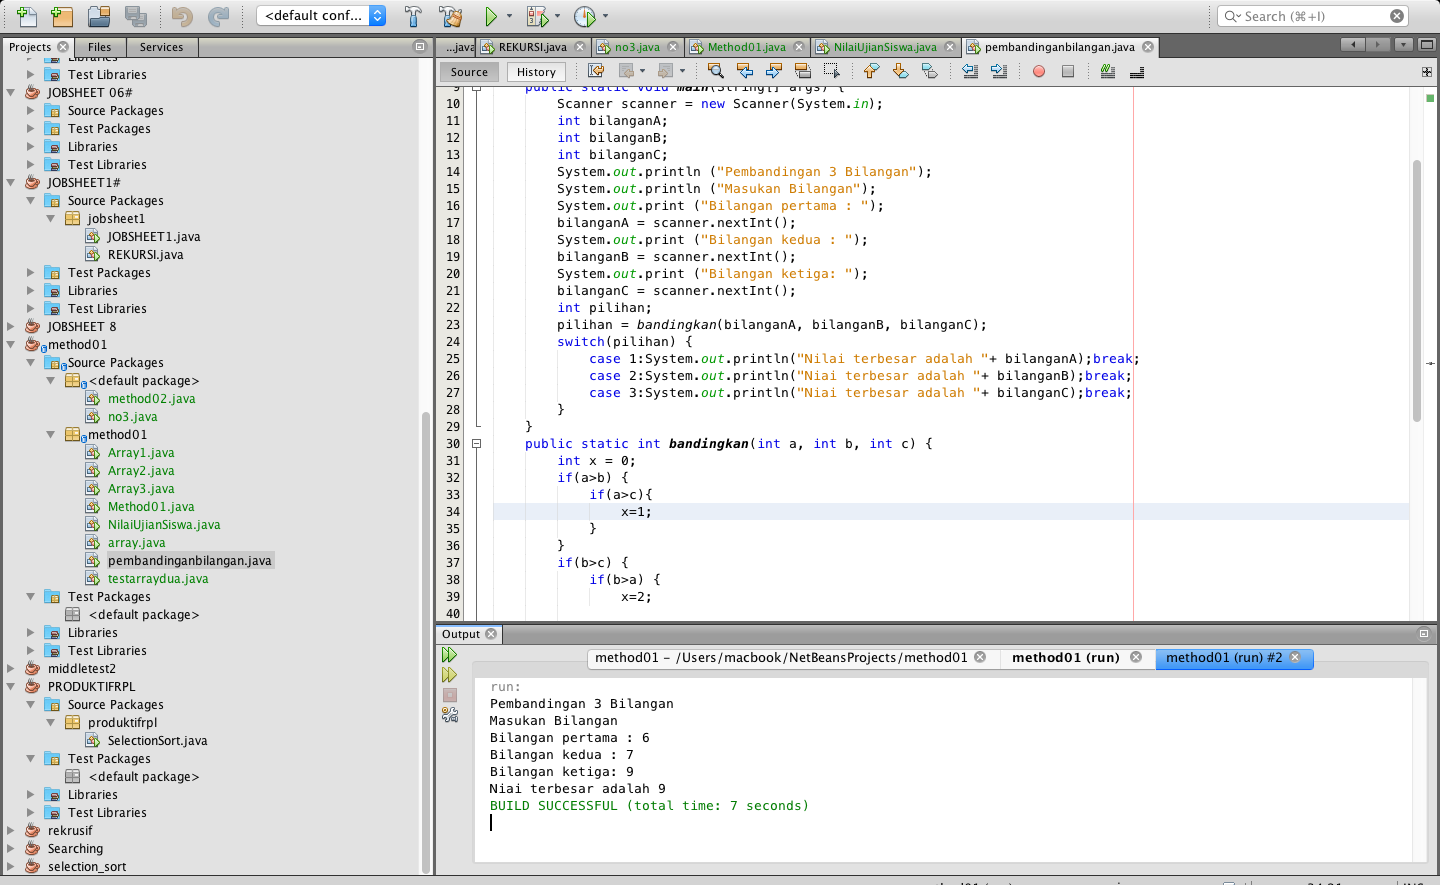 <default conf...
Search (⌘+I)
Projects Files Services
Libraries
Test Libraries
JOBSHEET 06#
Source Packages
Test Packages
Libraries
Test Libraries
JOBSHEET1#
Source Packages
jobsheet1
JOBSHEET1.java
REKURSI.java
Test Packages
Libraries
Test Libraries
JOBSHEET 8
method01
Source Packages
<default package>
method02.java
no3.java
method01
Array1.java
Array2.java
Array3.java
Method01.java
NilaiUjianSiswa.java
array.java
pembandinganbilangan.java
testarraydua.java
Test Packages
<default package>
Libraries
Test Libraries
middletest2
PRODUKTIFRPL
Source Packages
produktifrpl
SelectionSort.java
Test Packages
<default package>
Libraries
Test Libraries
rekrusif
Searching
selection_sort
...java REKURSI.java no3.java Method01.java NilaiUjianSiswa.java pembandinganbilangan.java
Source History
9 public static void main(String[] args) {
10 Scanner scanner = new Scanner(System.in);
11 int bilanganA;
12 int bilanganB;
13 int bilanganC;
14 System.out.println ("Pembandingan 3 Bilangan");
15 System.out.println ("Masukan Bilangan");
16 System.out.print ("Bilangan pertama : ");
17 bilanganA = scanner.nextInt();
18 System.out.print ("Bilangan kedua : ");
19 bilanganB = scanner.nextInt();
20 System.out.print ("Bilangan ketiga: ");
21 bilanganC = scanner.nextInt();
22 int pilihan;
23 pilihan = bandingkan(bilanganA, bilanganB, bilanganC);
24 switch(pilihan) {
25 case 1:System.out.println("Nilai terbesar adalah "+ bilanganA);break;
26 case 2:System.out.println("Niai terbesar adalah "+ bilanganB);break;
27 case 3:System.out.println("Niai terbesar adalah "+ bilanganC);break;
28 }
29 }
30 public static int bandingkan(int a, int b, int c) {
31 int x = 0;
32 if(a>b) {
33 if(a>c){
34 x=1;
35 }
36 }
37 if(b>c) {
38 if(b>a) {
39 x=2;
40
Output
method01 - /Users/macbook/NetBeansProjects/method01 method01 (run) method01 (run) #2
run:
Pembandingan 3 Bilangan
Masukan Bilangan
Bilangan pertama : 6
Bilangan kedua : 7
Bilangan ketiga: 9
Niai terbesar adalah 9
BUILD SUCCESSFUL (total time: 7 seconds)